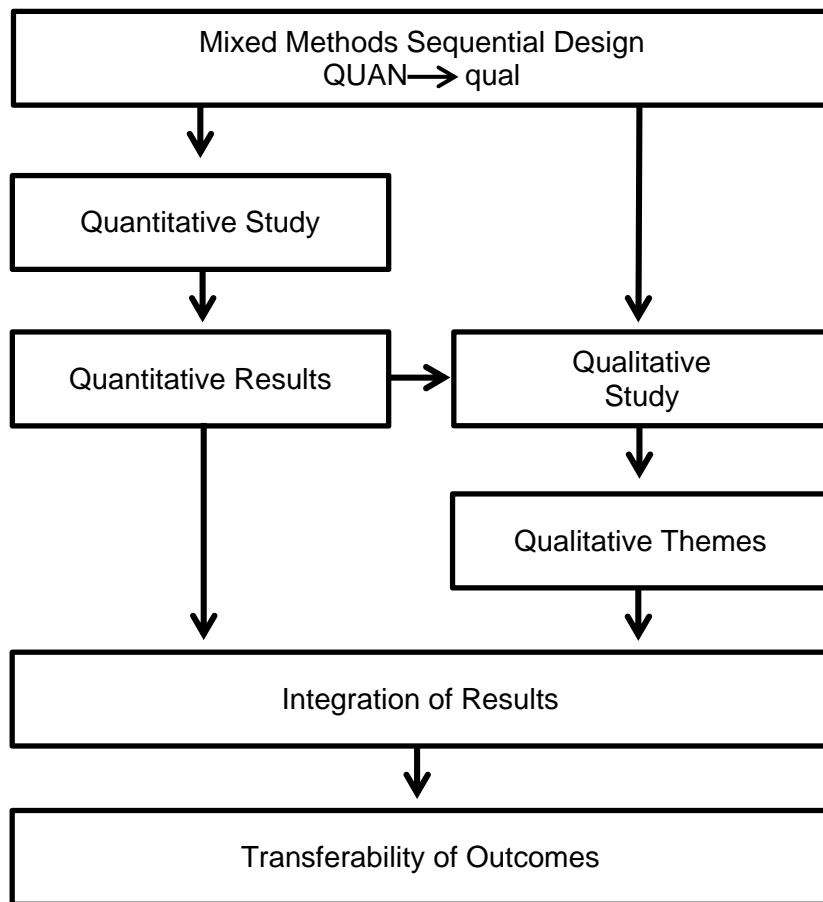 Mixed Methods Sequential Design
QUAN → qual
Quantitative Study
Quantitative Results
Qualitative
Study
Qualitative Themes
Integration of Results
Transferability of Outcomes